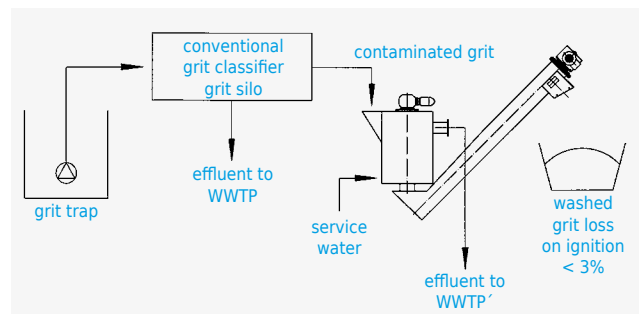 conventional
grit classifier
grit silo
contaminated grit
effluent to
WWTP
grit trap
service
water
washed
grit loss
on ignition
< 3%
effluent to
WWTP´